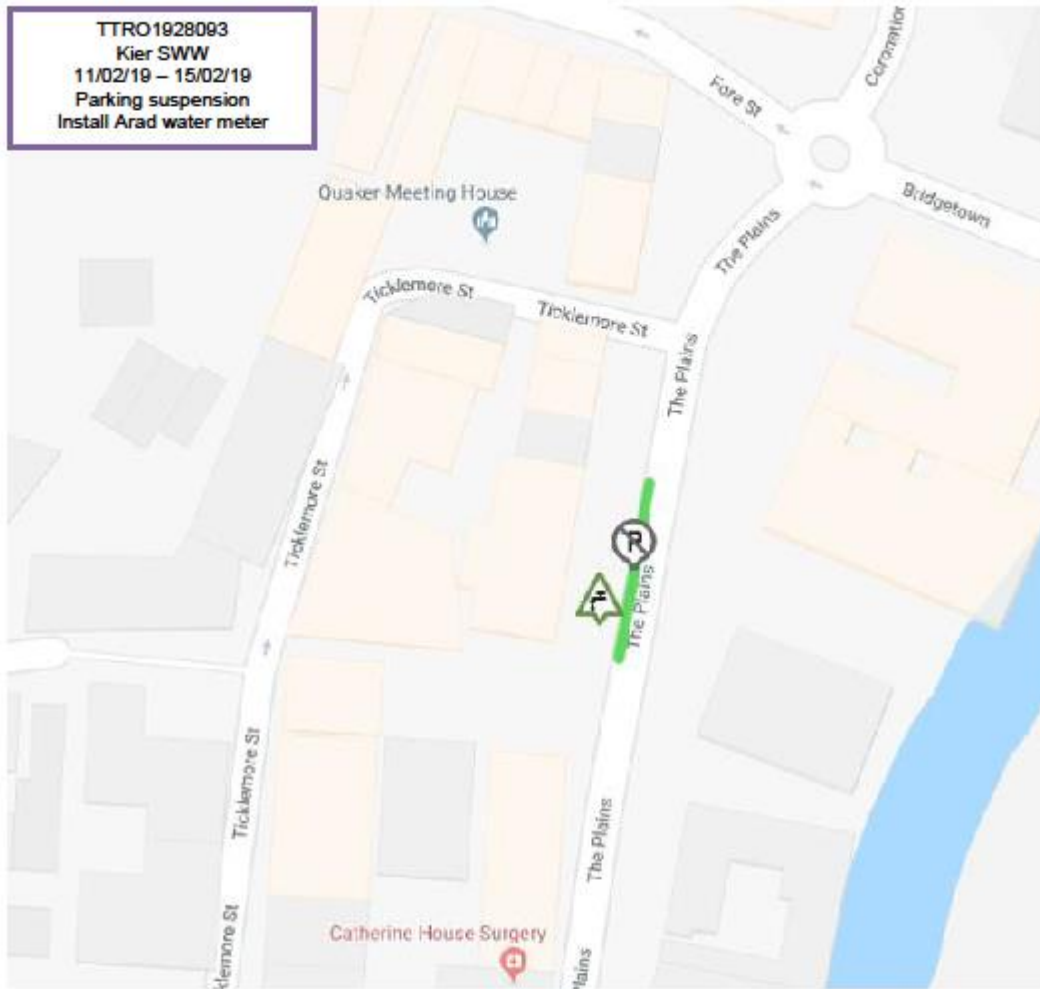 TTRO1928093
Kier SWW
11/02/19 – 15/02/19
Parking suspension
Install Arad water meter
Fore St
Coronation
Bridgetown
Quaker Meeting House
The Plains
Ticklemore St
Ticklemore St
The Plains
Ticklemore St
P
The Plains
Ticklemore St
The Plains
Catherine House Surgery
klemore St
Plains